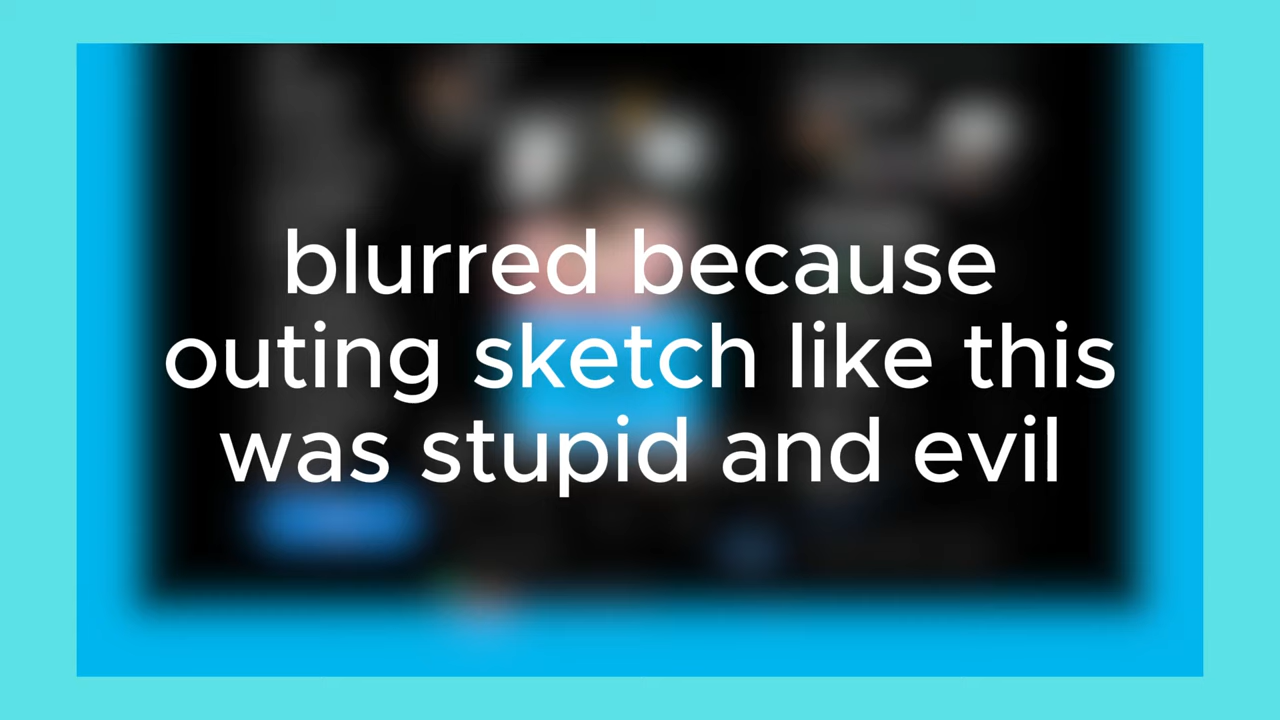 blurred because
outing sketch like this
was stupid and evil